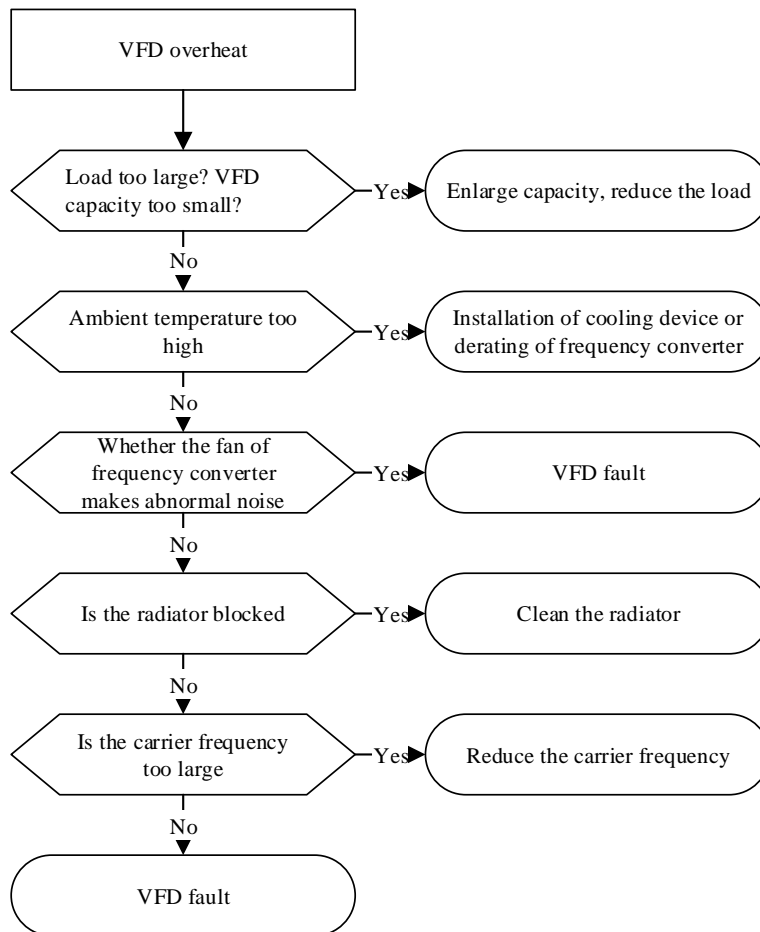 VFD overheat
Load too large? VFD
capacity too small?
Yes
Enlarge capacity, reduce the load
No
Ambient temperature too
high
Yes
Installation of cooling device or
derating of frequency converter
No
Whether the fan of
frequency converter
makes abnormal noise
Yes
VFD fault
No
Is the radiator blocked
Yes
Clean the radiator
No
Is the carrier frequency
too large
Yes
Reduce the carrier frequency
No
VFD fault